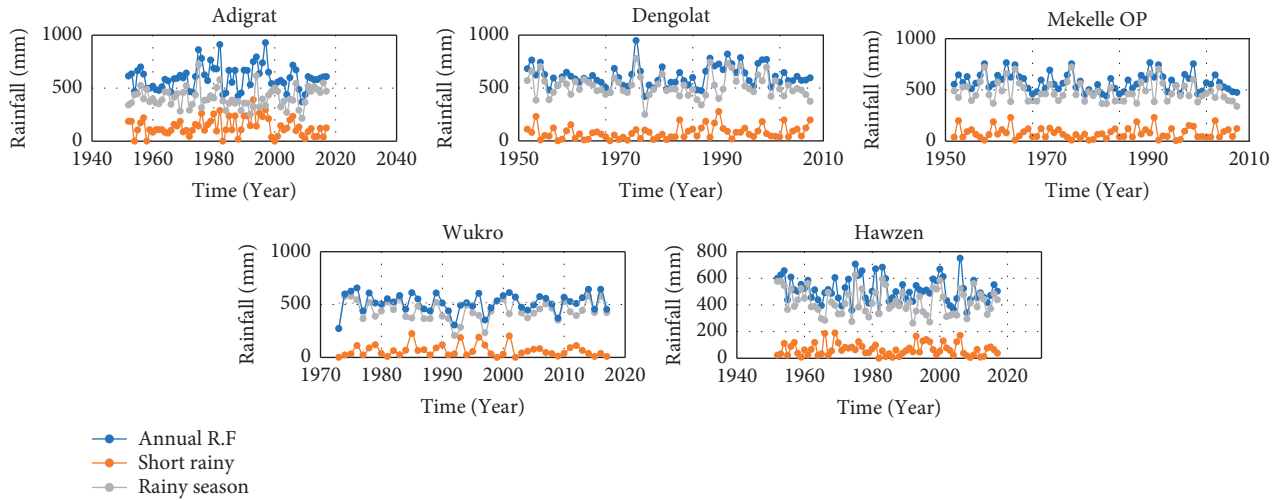 Adigrat
Rainfall (mm)
1000
500
0
1940 1960 1980 2000 2020 2040
Time (Year)
Dengolat
Rainfall (mm)
1000
500
0
1950 1970 1990 2010
Time (Year)
Mekelle OP
Rainfall (mm)
1000
500
0
1950 1970 1990 2010
Time (Year)
Wukro
Rainfall (mm)
1000
500
0
1970 1980 1990 2000 2010 2020
Time (Year)
Hawzen
Rainfall (mm)
800
600
400
200
0
1940 1960 1980 2000 2020
Time (Year)
Annual R.F
Short rainy
Rainy season